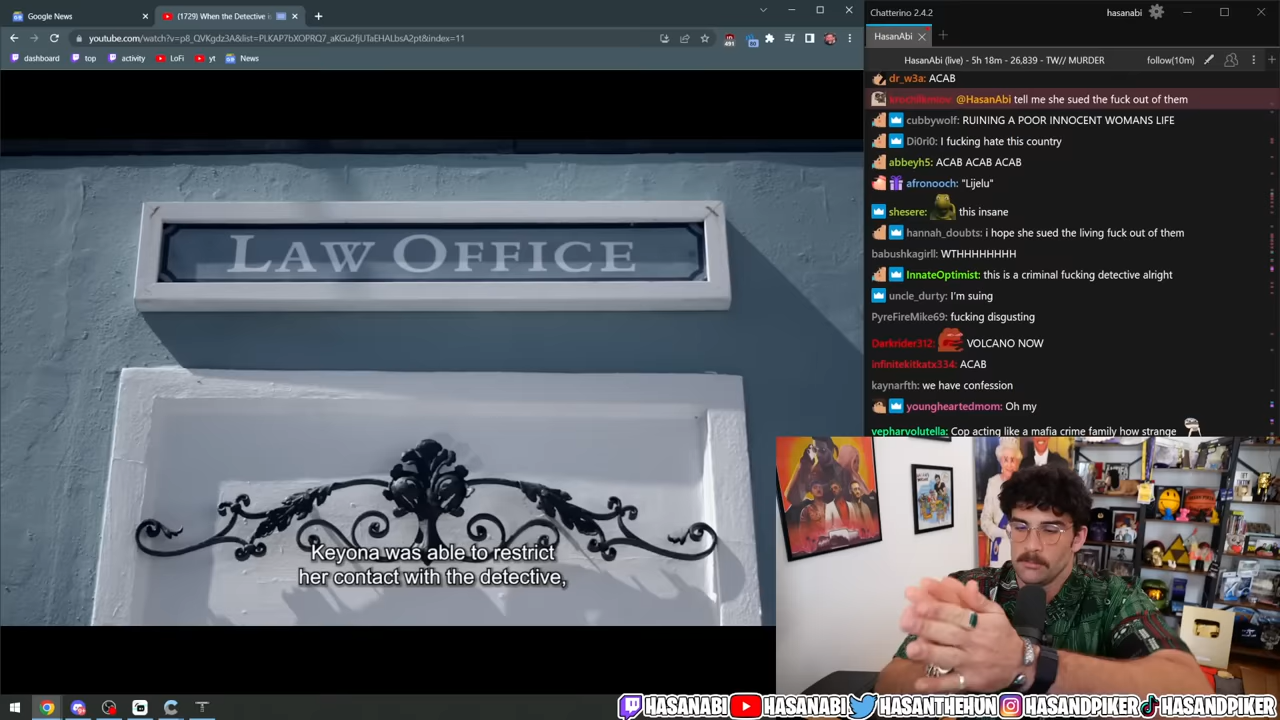 Google News
(1729) When the Detective i
youtube.com/watch?v=p8_QVKgdz3A&list=PLKAP7bXOPRQ7_aKGu2fjUTaEHALbsA2pt&index=11
491
80
dashboard
top
activity
LoFi
yt
News
LAW OFFICE
Keyona was able to restrict
her contact with the detective,
Chatterino 2.4.2
hasanabi
HasanAbi
HasanAbi (live) - 5h 18m - 26,839 - TW// MURDER
follow(10m)
dr_w3a: ACAB
@HasanAbi tell me she sued the fuck out of them
cubbywolf: RUINING A POOR INNOCENT WOMANS LIFE
Di0ri0: I fucking hate this country
abbeyh5: ACAB ACAB ACAB
afronooch: "Lijelu"
shesere: this insane
hannah_doubts: i hope she sued the living fuck out of them
babushkagirll: WTHHHHHHH
InnateOptimist: this is a criminal fucking detective alright
uncle_durty: I'm suing
PyreFireMike69: fucking disgusting
Darkrider312: VOLCANO NOW
infinitekitkatx334: ACAB
kaynarfth: we have confession
youngheartedmom: Oh my
vepharvolutella: Cop acting like a mafia crime family how strange
HASANABI
HASANABI
HASANTHEHUN
HASANDPIKER
HASANDPIKER